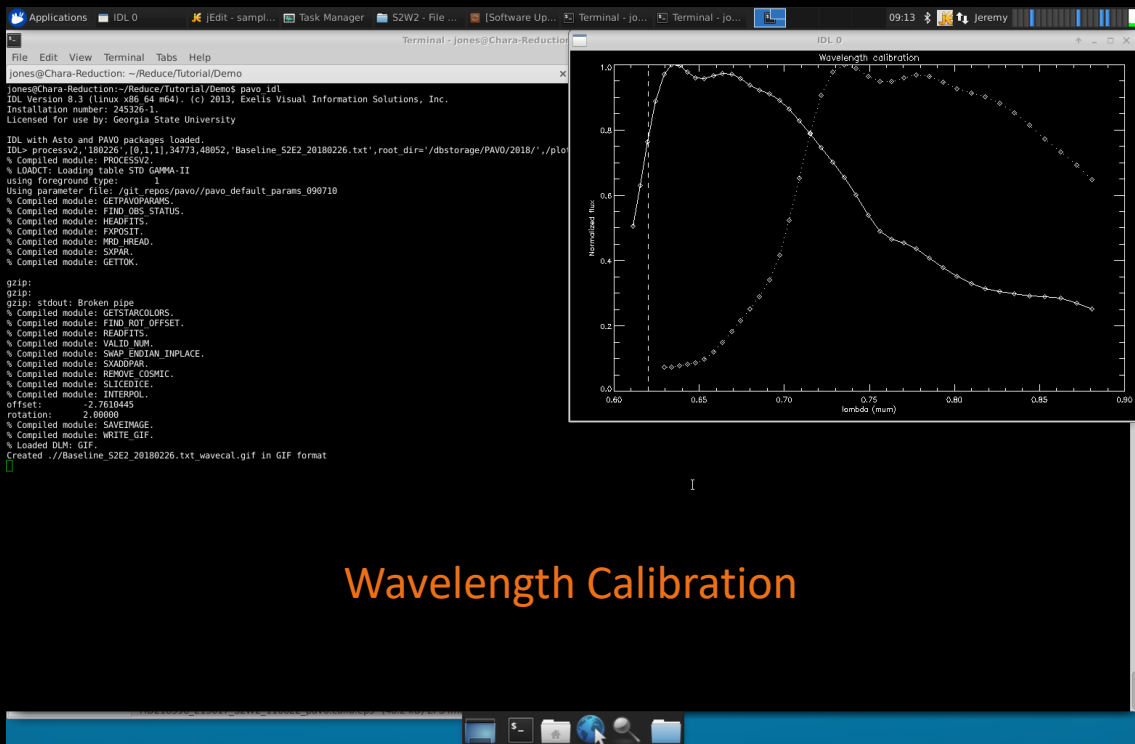 Applications IDL 0 jEdit - sampl... Task Manager S2W2 - File ... [Software Up... Terminal - jo... Terminal - jo... 09:13 Jeremy
Terminal - jones@Chara-Reduction
File Edit View Terminal Tabs Help
jones@Chara-Reduction: ~/Reduce/Tutorial/Demo
jones@Chara-Reduction:~/Reduce/Tutorial/Demo$ pavo_idl
IDL Version 8.3 (linux x86_64 m64). (c) 2013, Exelis Visual Information Solutions, Inc.
Installation number: 245326-1.
Licensed for use by: Georgia State University
IDL with Asto and PAVO packages loaded.
IDL> processv2,'180226',[0,1,1],34773,48052,'Baseline_S2E2_20180226.txt',root_dir='/dbstorage/PAVO/2018/',/plot
% Compiled module: PROCESSV2.
% LOADCT: Loading table STD GAMMA-II
using foreground type: 1
Using parameter file: /git_repos/pavo//pavo_default_params_090710
% Compiled module: GETPAVOPARAMS.
% Compiled module: FIND_OBS_STATUS.
% Compiled module: HEADFITS.
% Compiled module: FXPOSIT.
% Compiled module: MRD_HREAD.
% Compiled module: SXPAR.
% Compiled module: GETTOK.
gzip:
gzip:
gzip: stdout: Broken pipe
% Compiled module: GETSTARCOLORS.
% Compiled module: FIND_ROT_OFFSET.
% Compiled module: READFITS.
% Compiled module: VALID_NUM.
% Compiled module: SWAP_ENDIAN_INPLACE.
% Compiled module: SXADDPAR.
% Compiled module: REMOVE_COSMIC.
% Compiled module: SLICEDICE.
% Compiled module: INTERPOL.
offset: -2.7610445
rotation: 2.00000
% Compiled module: SAVEIMAGE.
% Compiled module: WRITE_GIF.
% Loaded DLM: GIF.
Created .//Baseline_S2E2_20180226.txt_wavecal.gif in GIF format
IDL 0
Wavelength calibration
1.0
0.8
0.6
0.4
0.2
0.0
Normalized flux
0.60 0.65 0.70 0.75 0.80 0.85 0.90
lambda (mum)
Wavelength Calibration